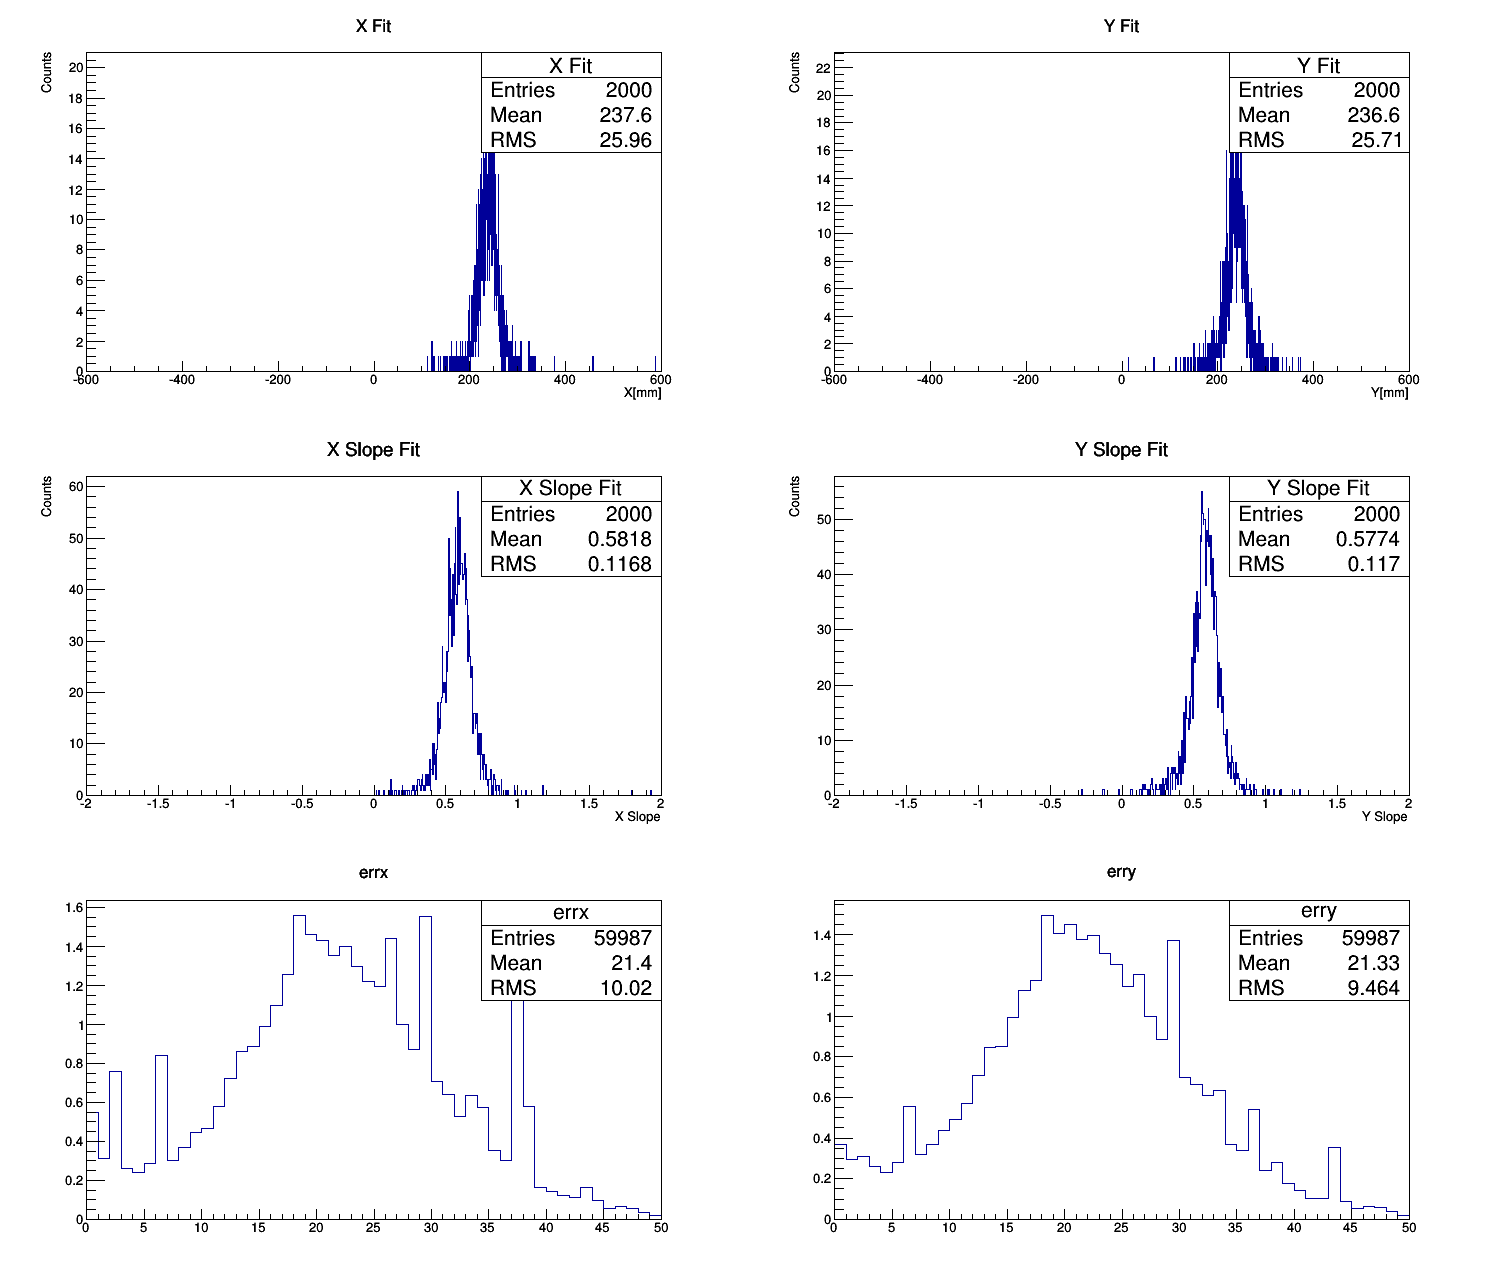 X Fit
Counts
X Fit
Entries 2000
Mean 237.6
RMS 25.96
20
18
16
14
12
10
8
6
4
2
0
-600 -400 -200 0 200 400 600
X[mm]
Y Fit
Counts
Y Fit
Entries 2000
Mean 236.6
RMS 25.71
22
20
18
16
14
12
10
8
6
4
2
0
-600 -400 -200 0 200 400 600
Y[mm]
X Slope Fit
Counts
X Slope Fit
Entries 2000
Mean 0.5818
RMS 0.1168
60
50
40
30
20
10
0
-2 -1.5 -1 -0.5 0 0.5 1 1.5 2
X Slope
Y Slope Fit
Counts
Y Slope Fit
Entries 2000
Mean 0.5774
RMS 0.117
50
40
30
20
10
0
-2 -1.5 -1 -0.5 0 0.5 1 1.5 2
Y Slope
errx
errx
Entries 59987
Mean 21.4
RMS 10.02
1.6
1.4
1.2
1
0.8
0.6
0.4
0.2
0
0 5 10 15 20 25 30 35 40 45 50
erry
erry
Entries 59987
Mean 21.33
RMS 9.464
1.4
1.2
1
0.8
0.6
0.4
0.2
0
0 5 10 15 20 25 30 35 40 45 50